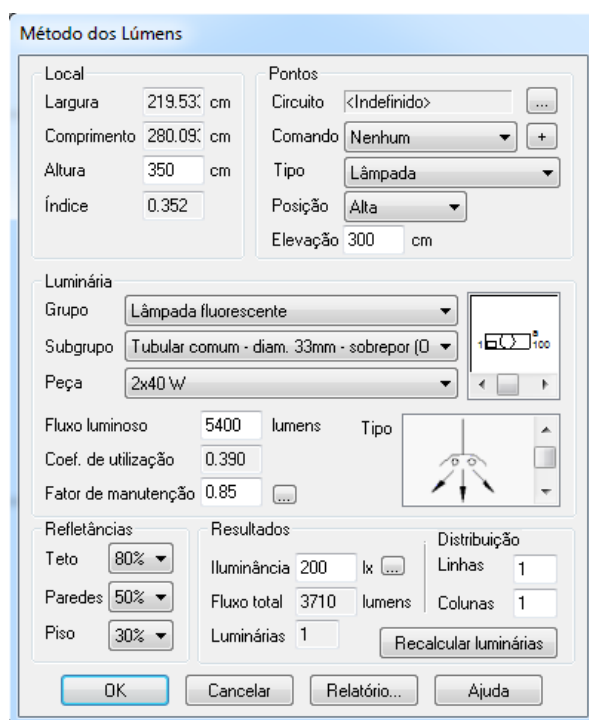 Método dos Lúmens
Local
Largura 219.53 cm
Comprimento 280.09 cm
Altura 350 cm
Índice 0.352
Pontos
Circuito <Indefinido> ...
Comando Nenhum +
Tipo Lâmpada
Posição Alta
Elevação 300 cm
Luminária
Grupo Lâmpada fluorescente
Subgrupo Tubular comum - diam. 33mm - sobrepor (O
Peça 2x40 W
1 a 100
Fluxo luminoso 5400 lumens
Coef. de utilização 0.390
Fator de manutenção 0.85 ...
Tipo
Refletâncias
Teto 80%
Paredes 50%
Piso 30%
Resultados
Iluminância 200 lx ...
Fluxo total 3710 lumens
Luminárias 1
Distribuição
Linhas 1
Colunas 1
Recalcular luminárias
OK Cancelar Relatório... Ajuda